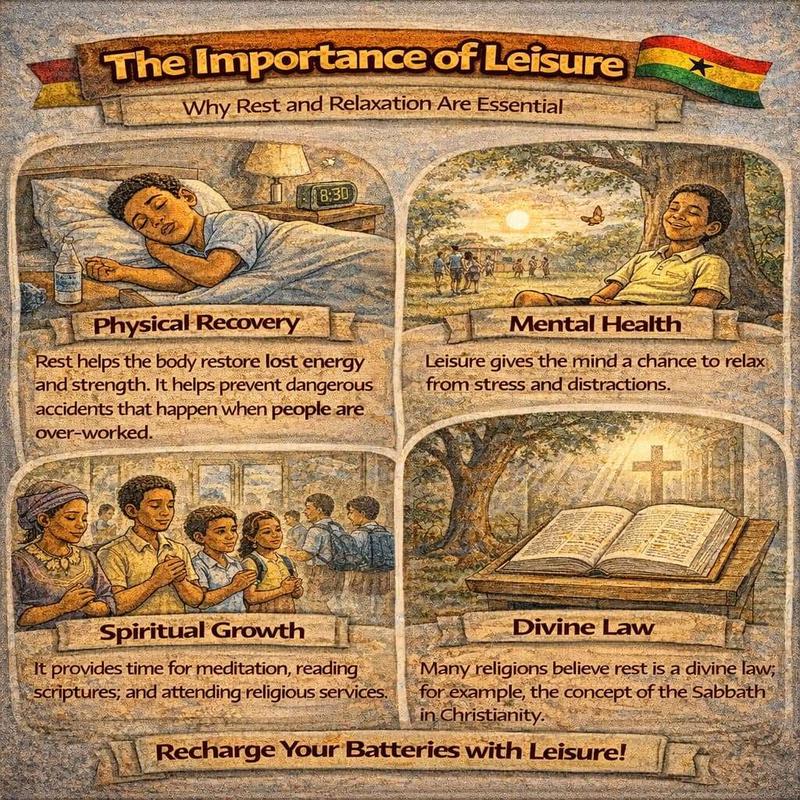 The Importance of Leisure
Why Rest and Relaxation Are Essential
8:30
Physical Recovery
Rest helps the body restore lost energy
and strength. It helps prevent dangerous
accidents that happen when people are
over-worked.
Mental Health
Leisure gives the mind a chance to relax
from stress and distractions.
Spiritual Growth
It provides time for meditation, reading
scriptures; and attending religious services.
Divine Law
Many religions believe rest is a divine law;
for example, the concept of the Sabbath
in Christianity.
Recharge Your Batteries with Leisure!